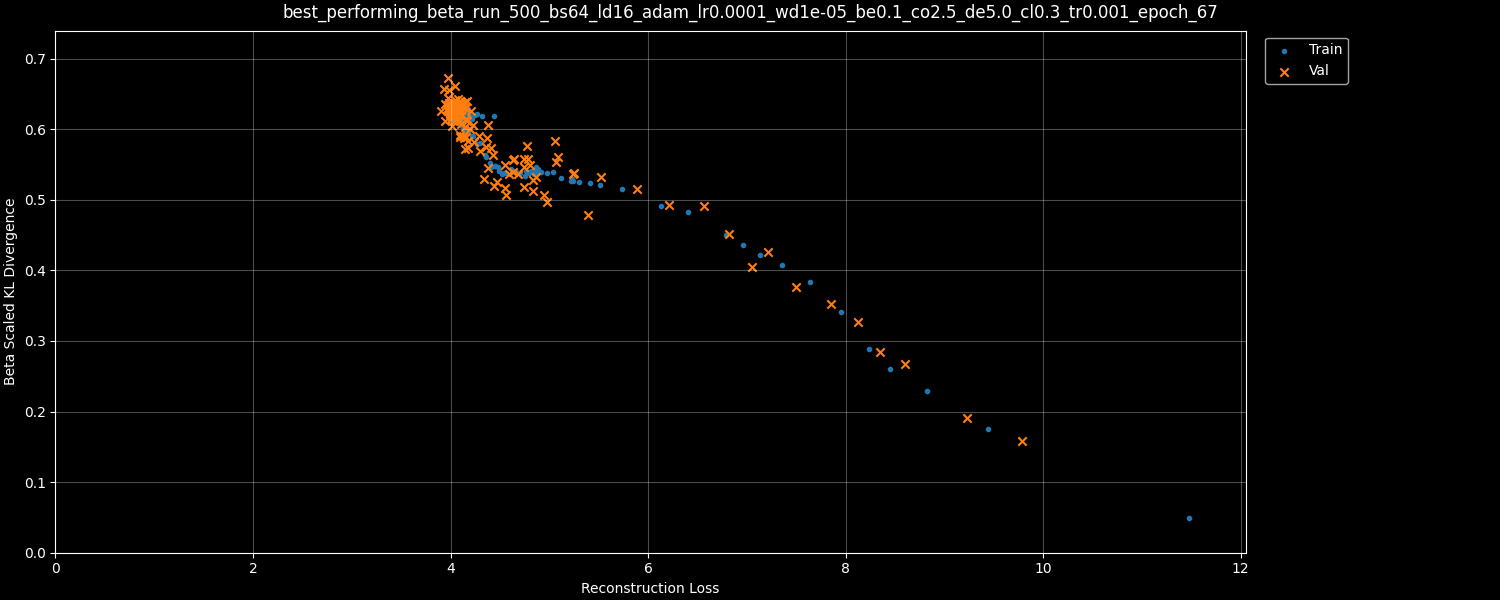 best_performing_beta_run_500_bs64_ld16_adam_lr0.0001_wd1e-05_be0.1_co2.5_de5.0_cl0.3_tr0.001_epoch_67
Train
Val
Beta Scaled KL Divergence
0.7
0.6
0.5
0.4
0.3
0.2
0.1
0.0
0 2 4 6 8 10 12
Reconstruction Loss